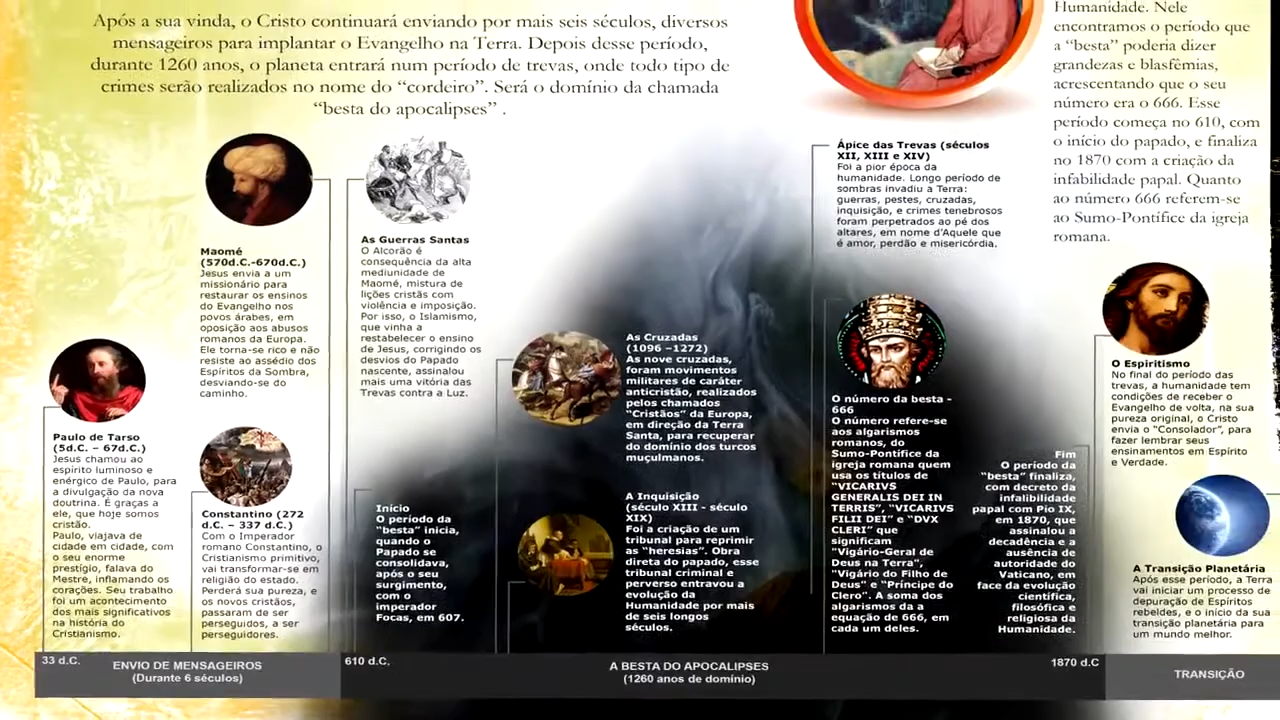 Após a sua vinda, o Cristo continuará enviando por mais seis séculos, diversos
mensageiros para implantar o Evangelho na Terra. Depois desse período,
durante 1260 anos, o planeta entrará num período de trevas, onde todo tipo de
crimes serão realizados no nome do “cordeiro”. Será o domínio da chamada
“besta do apocalipses” .
Humanidade. Nele
encontramos o período que
a “besta” poderia dizer
grandezas e blasfêmias,
acrescentando que o seu
número era o 666. Esse
período começa no 610, com
o início do papado, e finaliza
no 1870 com a criação da
infabilidade papal. Quanto
ao número 666 referem-se
ao Sumo-Pontífice da igreja
romana.
Paulo de Tarso
(5d.C. – 67d.C.)
Jesus chamou ao
espírito luminoso e
enérgico de Paulo, para
a divulgação da nova
doutrina. É graças a
ele, que hoje somos
cristão.
Paulo, viajava de
cidade em cidade, com
o seu enorme
prestígio, falava do
Mestre, inflamando os
corações. Seu trabalho
foi um acontecimento
dos mais significativos
na história do
Cristianismo.
Maomé
(570d.C.-670d.C.)
Jesus envia a um
missionário para
restaurar os ensinos
do Evangelho nos
povos árabes, em
oposição aos abusos
romanos da Europa.
Ele torna-se rico e não
resiste ao assédio dos
Espíritos da Sombra,
desviando-se do
caminho.
Constantino (272
d.C. – 337 d.C.)
Com o Imperador
romano Constantino, o
Cristianismo primitivo,
vai transformar-se em
religião do estado.
Perderá sua pureza, e
os novos cristãos,
passaram de ser
perseguidos, a ser
perseguidores.
As Guerras Santas
O Alcorão é
consequência da alta
mediunidade de
Maomé, mistura de
lições cristãs com
violência e imposição.
Por isso, o Islamismo,
que vinha a
restabelecer o ensino
de Jesus, corrigindo os
desvios do Papado
nascente, assinalou
mais uma vitória das
Trevas contra a Luz.
Início
O período da
“besta” inicia,
quando o
Papado se
consolidava,
após o seu
surgimento,
com o
imperador
Focas, em 607.
As Cruzadas
(1096 –1272)
As nove cruzadas,
foram movimentos
militares de caráter
anticristão, realizados
pelos chamados
“Cristãos” da Europa,
em direção da Terra
Santa, para recuperar
do domínio dos turcos
muçulmanos.
A Inquisição
(século XIII - século
XIX)
Foi a criação de um
tribunal para reprimir
as “heresias”. Obra
direta do papado, esse
tribunal criminal e
perverso entravou a
evolução da
Humanidade por mais
de seis longos
séculos.
Ápice das Trevas (séculos
XII, XIII e XIV)
Foi a pior época da
humanidade. Longo período de
sombras invadiu a Terra:
guerras, pestes, cruzadas,
inquisição, e crimes tenebrosos
foram perpetrados ao pé dos
altares, em nome d’Aquele que
é amor, perdão e misericórdia.
O número da besta -
666
O número refere-se
aos algarismos
romanos, do
Sumo-Pontífice da
igreja romana quem
usa os titulos de
“VICARIVS
GENERALIS DEI IN
TERRIS”, “VICARIVS
FILII DEI” e “DVX
CLERI” que
significam
"Vigário-Geral de
Deus na Terra",
"Vigário do Filho de
Deus" e "Príncipe do
Clero". A soma dos
algarismos da a
equação de 666, em
cada um deles.
Fim
O período da
“besta” finaliza,
com decreto da
infalibilidade
papal com Pio IX,
em 1870, que
assinalou a
decadência e a
ausência de
autoridade do
Vaticano, em
face da evolução
científica,
filosófica e
religiosa da
Humanidade.
O Espiritismo
No final do período das
trevas, a humanidade tem
condições de receber o
Evangelho de volta, na sua
pureza original, o Cristo
envia o “Consolador”, para
fazer lembrar seus
ensinamentos em Espírito
e Verdade.
A Transição Planetária
Após esse período, a Terra
vai iniciar um processo de
depuração de Espíritos
rebeldes, e o início da sua
transição planetária para
um mundo melhor.
33 d.C.
ENVIO DE MENSAGEIROS
(Durante 6 séculos)
610 d.C.
A BESTA DO APOCALIPSES
(1260 anos de domínio)
1870 d.C
TRANSIÇÃO